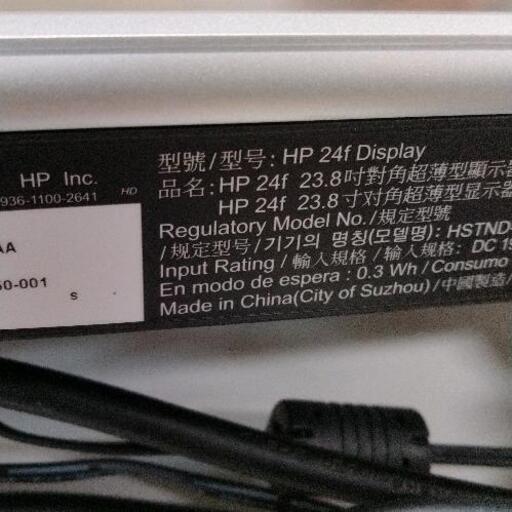 HP Inc.
936-1100-2641
HD
AA
60-001
S
型號/型号: HP 24f Display
品名: HP 24f 23.8吋對角超薄型顯示器
HP 24f 23.8寸对角超薄型显示器
Regulatory Model No./規定型號
/规定型号/기기의 명칭(모델명): HSTND-
Input Rating / 輸入規格 / 输入规格: DC 19
En modo de espera : 0.3 Wh / Consumo
Made in China(City of Suzhou)/中國製造/